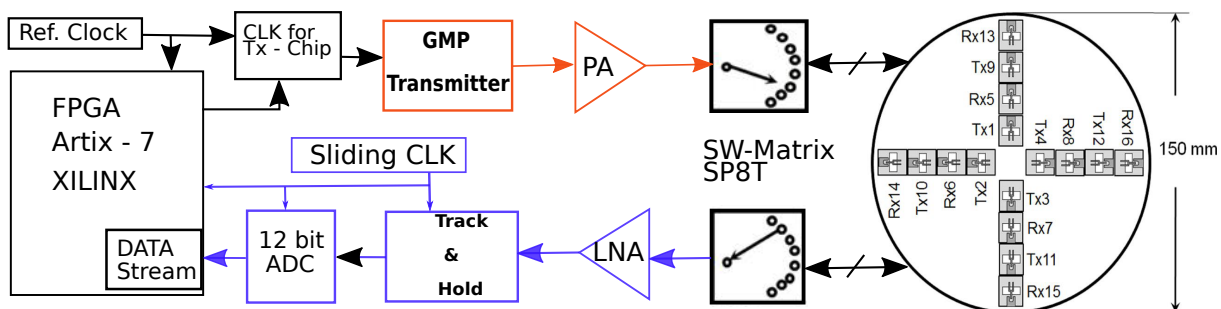 Ref. Clock
CLK for
Tx - Chip
GMP
Transmitter
PA
FPGA
Artix - 7
XILINX
Sliding CLK
SW-Matrix
SP8T
DATA
Stream
12 bit
ADC
Track
&
Hold
LNA
Rx13
Tx9
Rx5
Tx1
Tx4
Rx8
Tx12
Rx16
Rx14
Tx10
Rx6
Tx2
Tx3
Rx7
Tx11
Rx15
150 mm